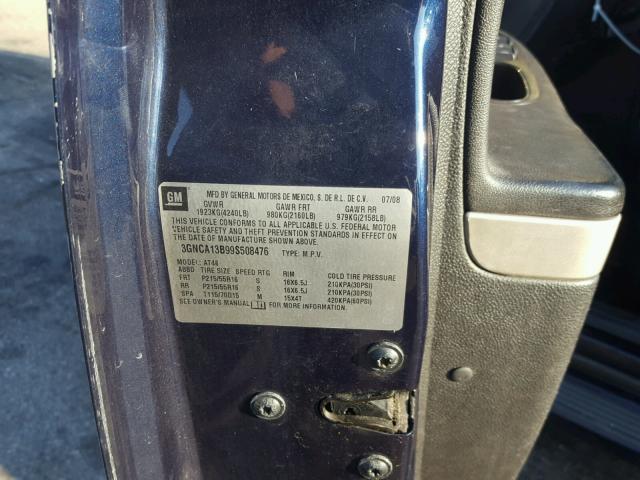 GM
MFD BY GENERAL MOTORS DE MEXICO, S. DE R.L. DE C.V. 07/08
GVWR GAWR FRT GAWR RR
1923KG(4240LB) 980KG(2160LB) 979KG(2158LB)
THIS VEHICLE CONFORMS TO ALL APPLICABLE U.S. FEDERAL MOTOR
VEHICLE SAFETY AND THEFT PREVENTION STANDARDS IN EFFECT ON
THE DATE OF MANUFACTURE SHOWN ABOVE.
3GNCA13B99S508476 TYPE: M.P.V.
MODEL: AT48
TIRE SIZE SPEED RTG RIM COLD TIRE PRESSURE
FRT P215/55R16 S 16X6.5J 210KPA(30PSI)
RR P215/55R16 S 16X6.5J 210KPA(30PSI)
SPA T115/70D15 M 15X4T 420KPA(60PSI)
SEE OWNER'S MANUAL FOR MORE INFORMATION.